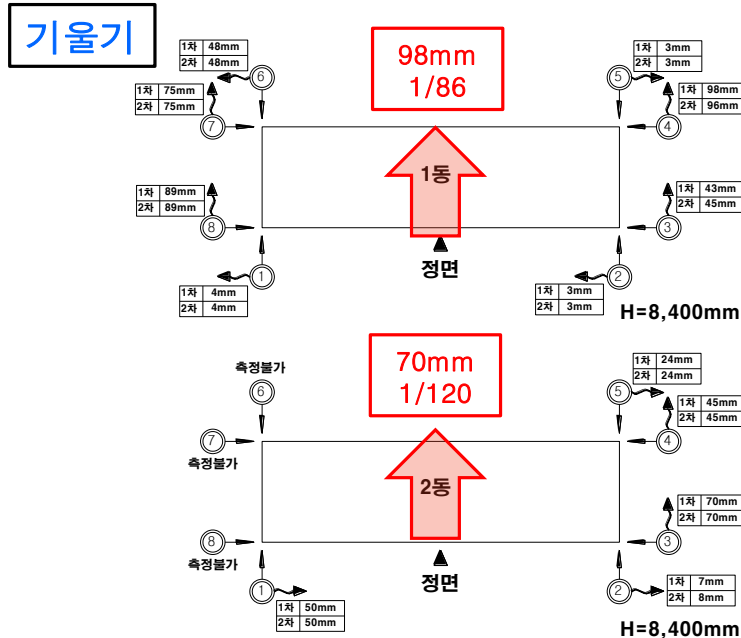 기울기
1차 48mm
2차 48mm
6
98mm
1/86
1차 3mm
2차 3mm
5
1차 75mm
2차 75mm
7
1차 98mm
2차 96mm
4
1동
1차 89mm
2차 89mm
8
1차 43mm
2차 45mm
3
정면
1
1차 4mm
2차 4mm
2
1차 3mm
2차 3mm
H=8,400mm
측정불가
6
70mm
1/120
1차 24mm
2차 24mm
5
7
측정불가
1차 45mm
2차 45mm
4
2동
8
측정불가
1차 70mm
2차 70mm
3
정면
1
1차 50mm
2차 50mm
2
1차 7mm
2차 8mm
H=8,400mm